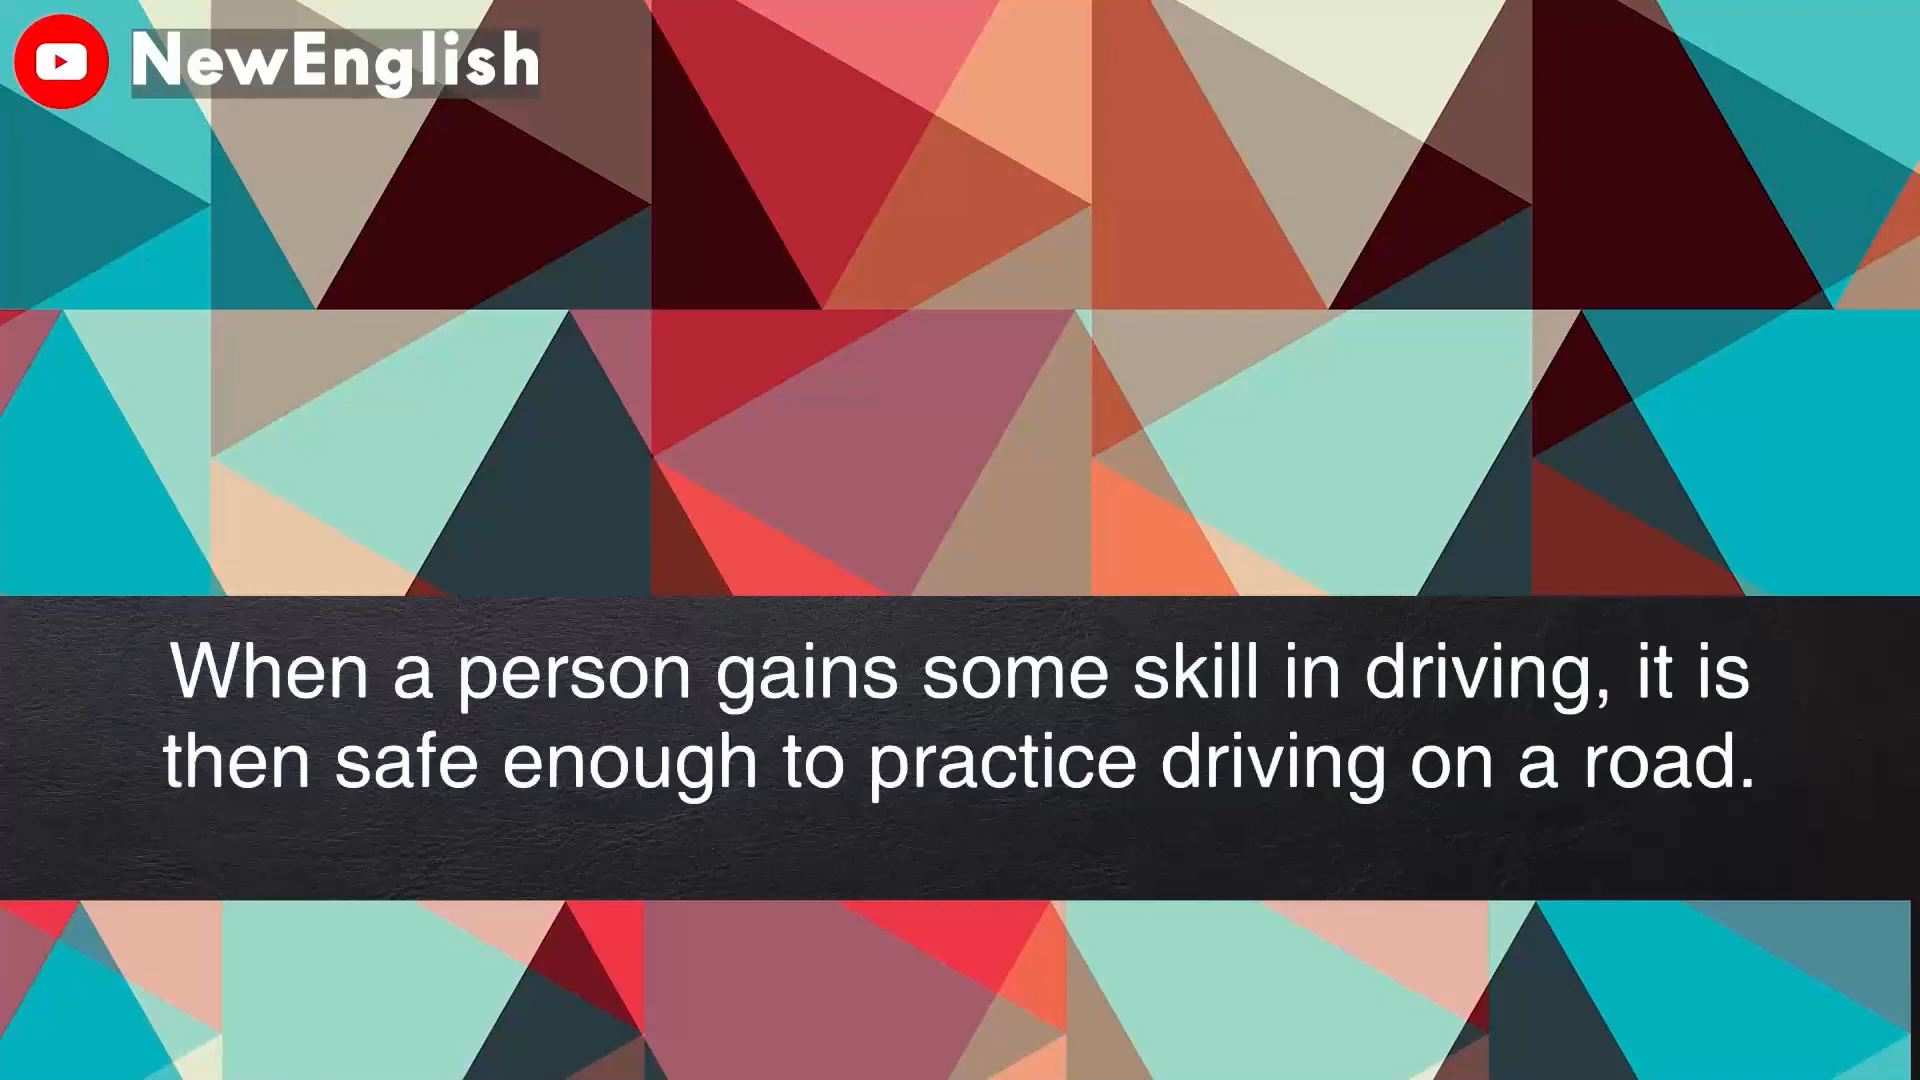 NewEnglish
When a person gains some skill in driving, it is
then safe enough to practice driving on a road.